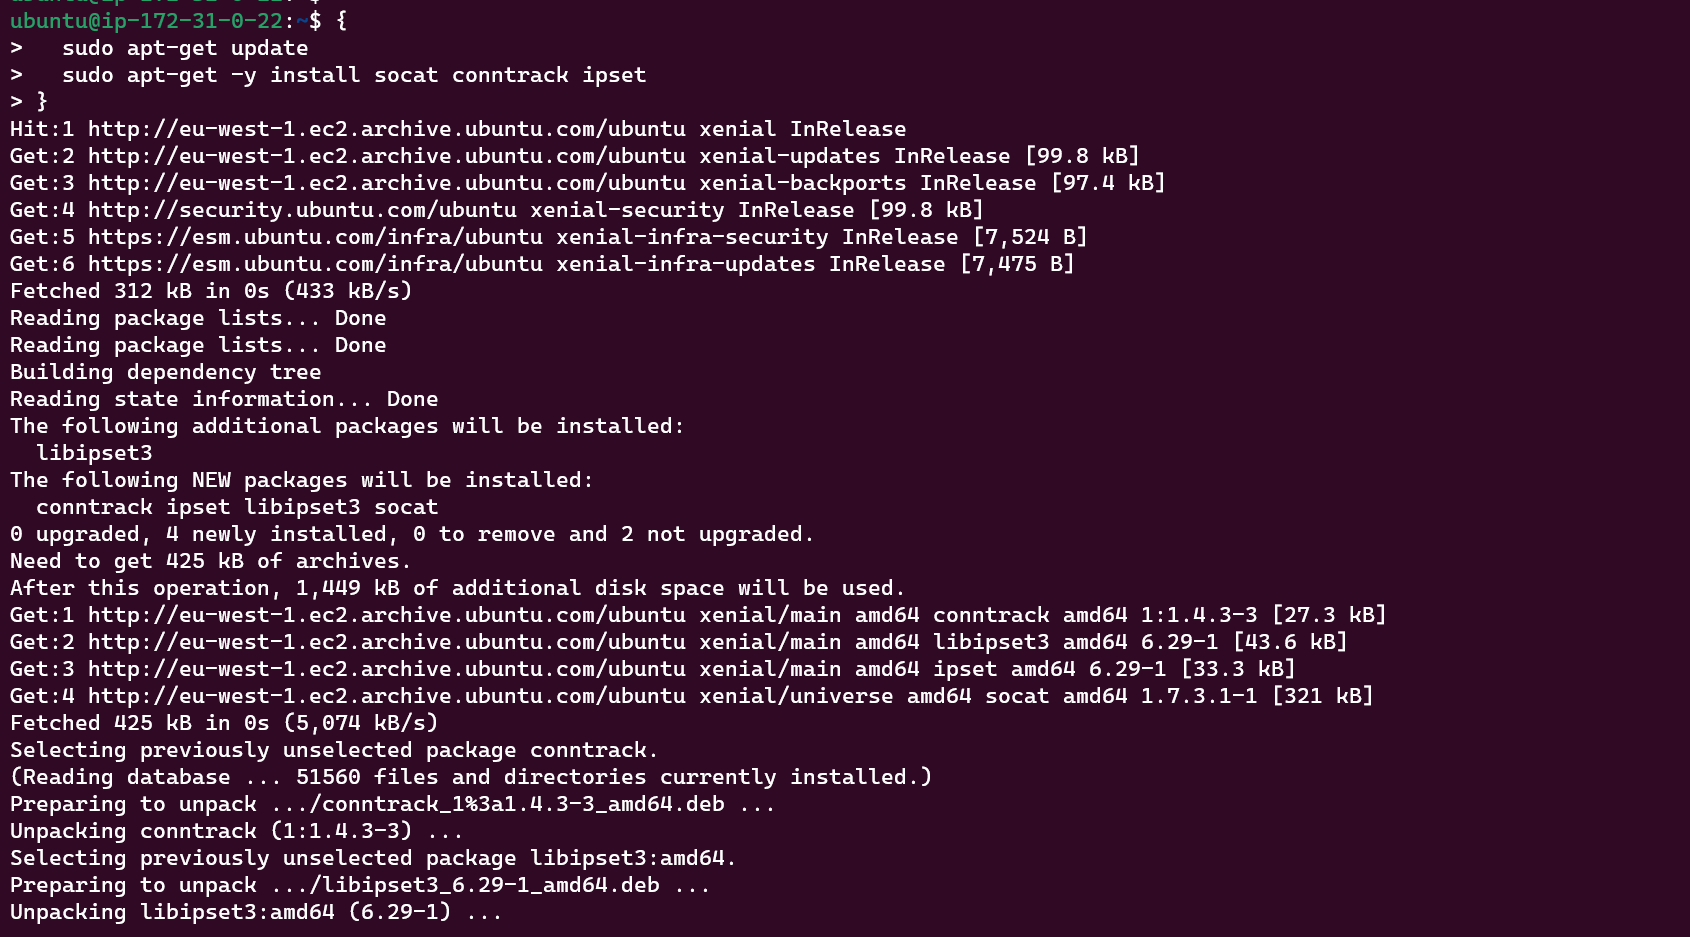 ubuntu@ip-172-31-0-22:~$ {
>   sudo apt-get update
>   sudo apt-get -y install socat conntrack ipset
> }
Hit:1 http://eu-west-1.ec2.archive.ubuntu.com/ubuntu xenial InRelease
Get:2 http://eu-west-1.ec2.archive.ubuntu.com/ubuntu xenial-updates InRelease [99.8 kB]
Get:3 http://eu-west-1.ec2.archive.ubuntu.com/ubuntu xenial-backports InRelease [97.4 kB]
Get:4 http://security.ubuntu.com/ubuntu xenial-security InRelease [99.8 kB]
Get:5 https://esm.ubuntu.com/infra/ubuntu xenial-infra-security InRelease [7,524 B]
Get:6 https://esm.ubuntu.com/infra/ubuntu xenial-infra-updates InRelease [7,475 B]
Fetched 312 kB in 0s (433 kB/s)
Reading package lists... Done
Reading package lists... Done
Building dependency tree
Reading state information... Done
The following additional packages will be installed:
  libipset3
The following NEW packages will be installed:
  conntrack ipset libipset3 socat
0 upgraded, 4 newly installed, 0 to remove and 2 not upgraded.
Need to get 425 kB of archives.
After this operation, 1,449 kB of additional disk space will be used.
Get:1 http://eu-west-1.ec2.archive.ubuntu.com/ubuntu xenial/main amd64 conntrack amd64 1:1.4.3-3 [27.3 kB]
Get:2 http://eu-west-1.ec2.archive.ubuntu.com/ubuntu xenial/main amd64 libipset3 amd64 6.29-1 [43.6 kB]
Get:3 http://eu-west-1.ec2.archive.ubuntu.com/ubuntu xenial/main amd64 ipset amd64 6.29-1 [33.3 kB]
Get:4 http://eu-west-1.ec2.archive.ubuntu.com/ubuntu xenial/universe amd64 socat amd64 1.7.3.1-1 [321 kB]
Fetched 425 kB in 0s (5,074 kB/s)
Selecting previously unselected package conntrack.
(Reading database ... 51560 files and directories currently installed.)
Preparing to unpack .../conntrack_1%3a1.4.3-3_amd64.deb ...
Unpacking conntrack (1:1.4.3-3) ...
Selecting previously unselected package libipset3:amd64.
Preparing to unpack .../libipset3_6.29-1_amd64.deb ...
Unpacking libipset3:amd64 (6.29-1) ...